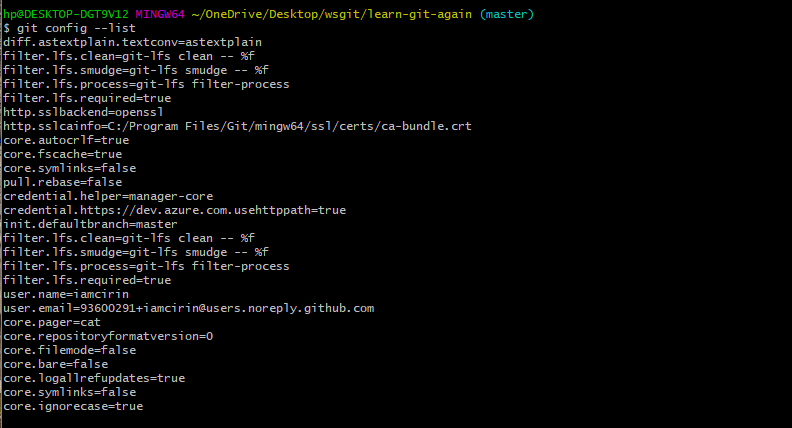 hp@DESKTOP-DGT9V12 MINGW64 ~/OneDrive/Desktop/wsgit/learn-git-again (master)
$ git config --list
diff.astextplain.textconv=astextplain
filter.lfs.clean=git-lfs clean -- %f
filter.lfs.smudge=git-lfs smudge -- %f
filter.lfs.process=git-lfs filter-process
filter.lfs.required=true
http.sslbackend=openssl
http.sslcainfo=C:/Program Files/Git/mingw64/ssl/certs/ca-bundle.crt
core.autocrlf=true
core.fscache=true
core.symlinks=false
pull.rebase=false
credential.helper=manager-core
credential.https://dev.azure.com.usehttppath=true
init.defaultbranch=master
filter.lfs.clean=git-lfs clean -- %f
filter.lfs.smudge=git-lfs smudge -- %f
filter.lfs.process=git-lfs filter-process
filter.lfs.required=true
user.name=iamcirin
user.email=93600291+iamcirin@users.noreply.github.com
core.pager=cat
core.repositoryformatversion=0
core.filemode=false
core.bare=false
core.logallrefupdates=true
core.symlinks=false
core.ignorecase=true